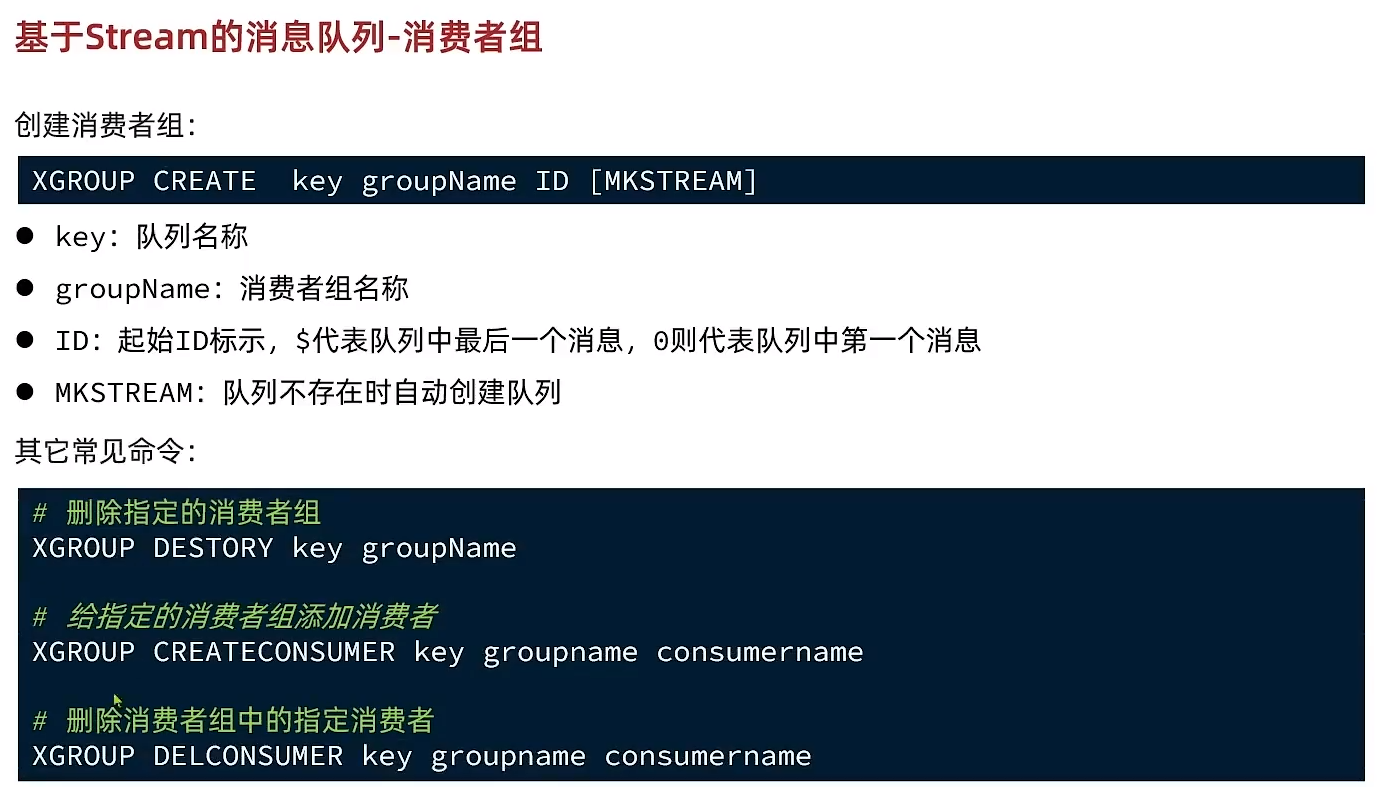 基于Stream的消息队列-消费者组
创建消费者组：
XGROUP CREATE  key groupName ID [MKSTREAM]
● key：队列名称
● groupName：消费者组名称
● ID：起始ID标示，$代表队列中最后一个消息，0则代表队列中第一个消息
● MKSTREAM：队列不存在时自动创建队列
其它常见命令：
# 删除指定的消费者组
XGROUP DESTORY key groupName
# 给指定的消费者组添加消费者
XGROUP CREATECONSUMER key groupname consumername
# 删除消费者组中的指定消费者
XGROUP DELCONSUMER key groupname consumername